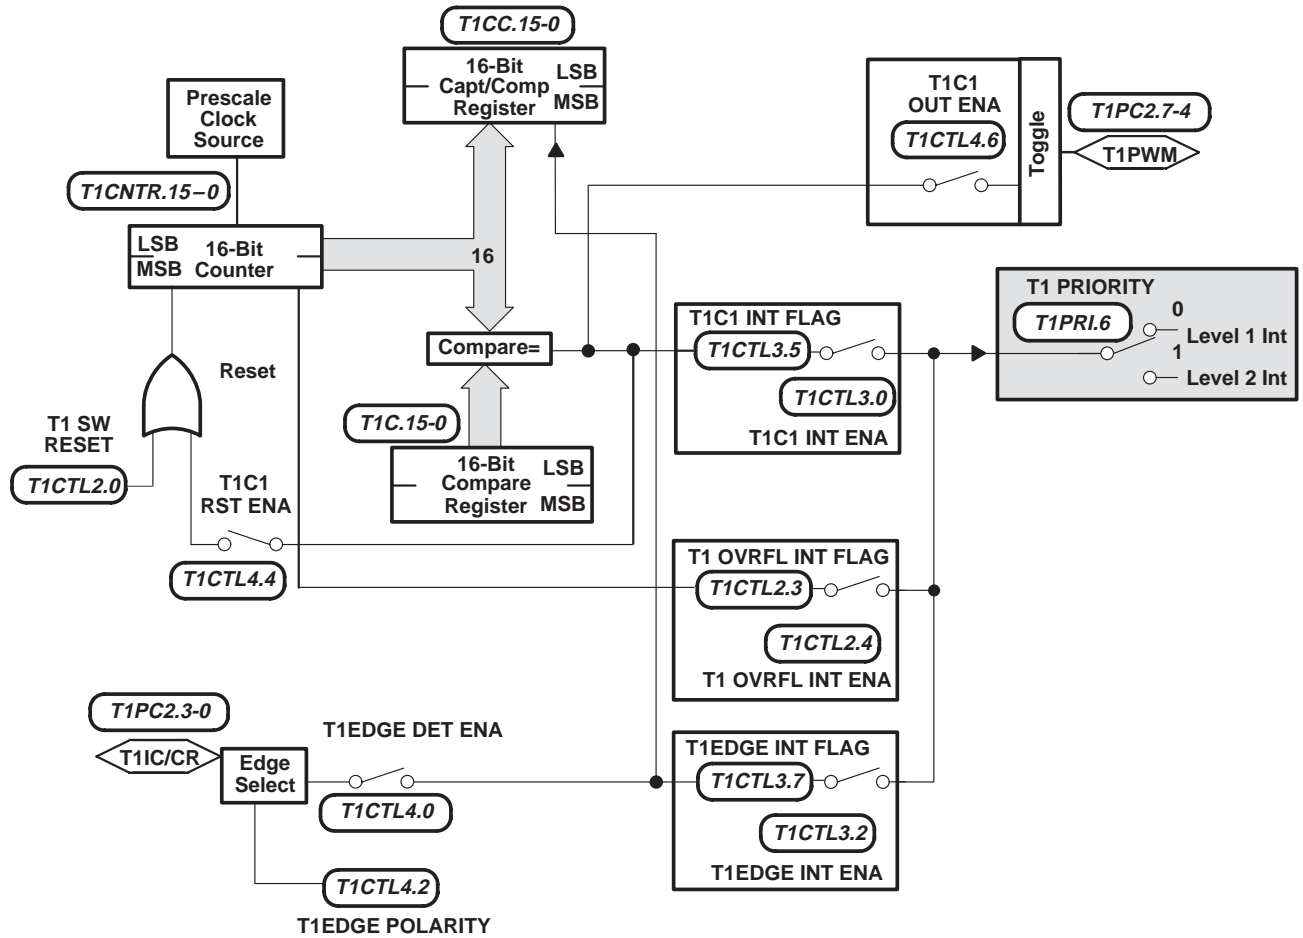 T1CC.15-0
16-Bit
Capt/Comp
Register
LSB
MSB
Prescale
Clock
Source
T1CNTR.15–0
LSB
MSB
16-Bit
Counter
16
T1C1
OUT ENA
T1CTL4.6
Toggle
T1PC2.7-4
T1PWM
Compare=
T1C.15-0
16-Bit
Compare
Register
LSB
MSB
Reset
T1 SW
RESET
T1CTL2.0
T1C1
RST ENA
T1CTL4.4
T1C1 INT FLAG
T1CTL3.5
T1CTL3.0
T1C1 INT ENA
T1 PRIORITY
T1PRI.6
0
Level 1 Int
1
Level 2 Int
T1 OVRFL INT FLAG
T1CTL2.3
T1CTL2.4
T1 OVRFL INT ENA
T1PC2.3-0
T1IC/CR
Edge
Select
T1EDGE DET ENA
T1CTL4.0
T1CTL4.2
T1EDGE POLARITY
T1EDGE INT FLAG
T1CTL3.7
T1CTL3.2
T1EDGE INT ENA